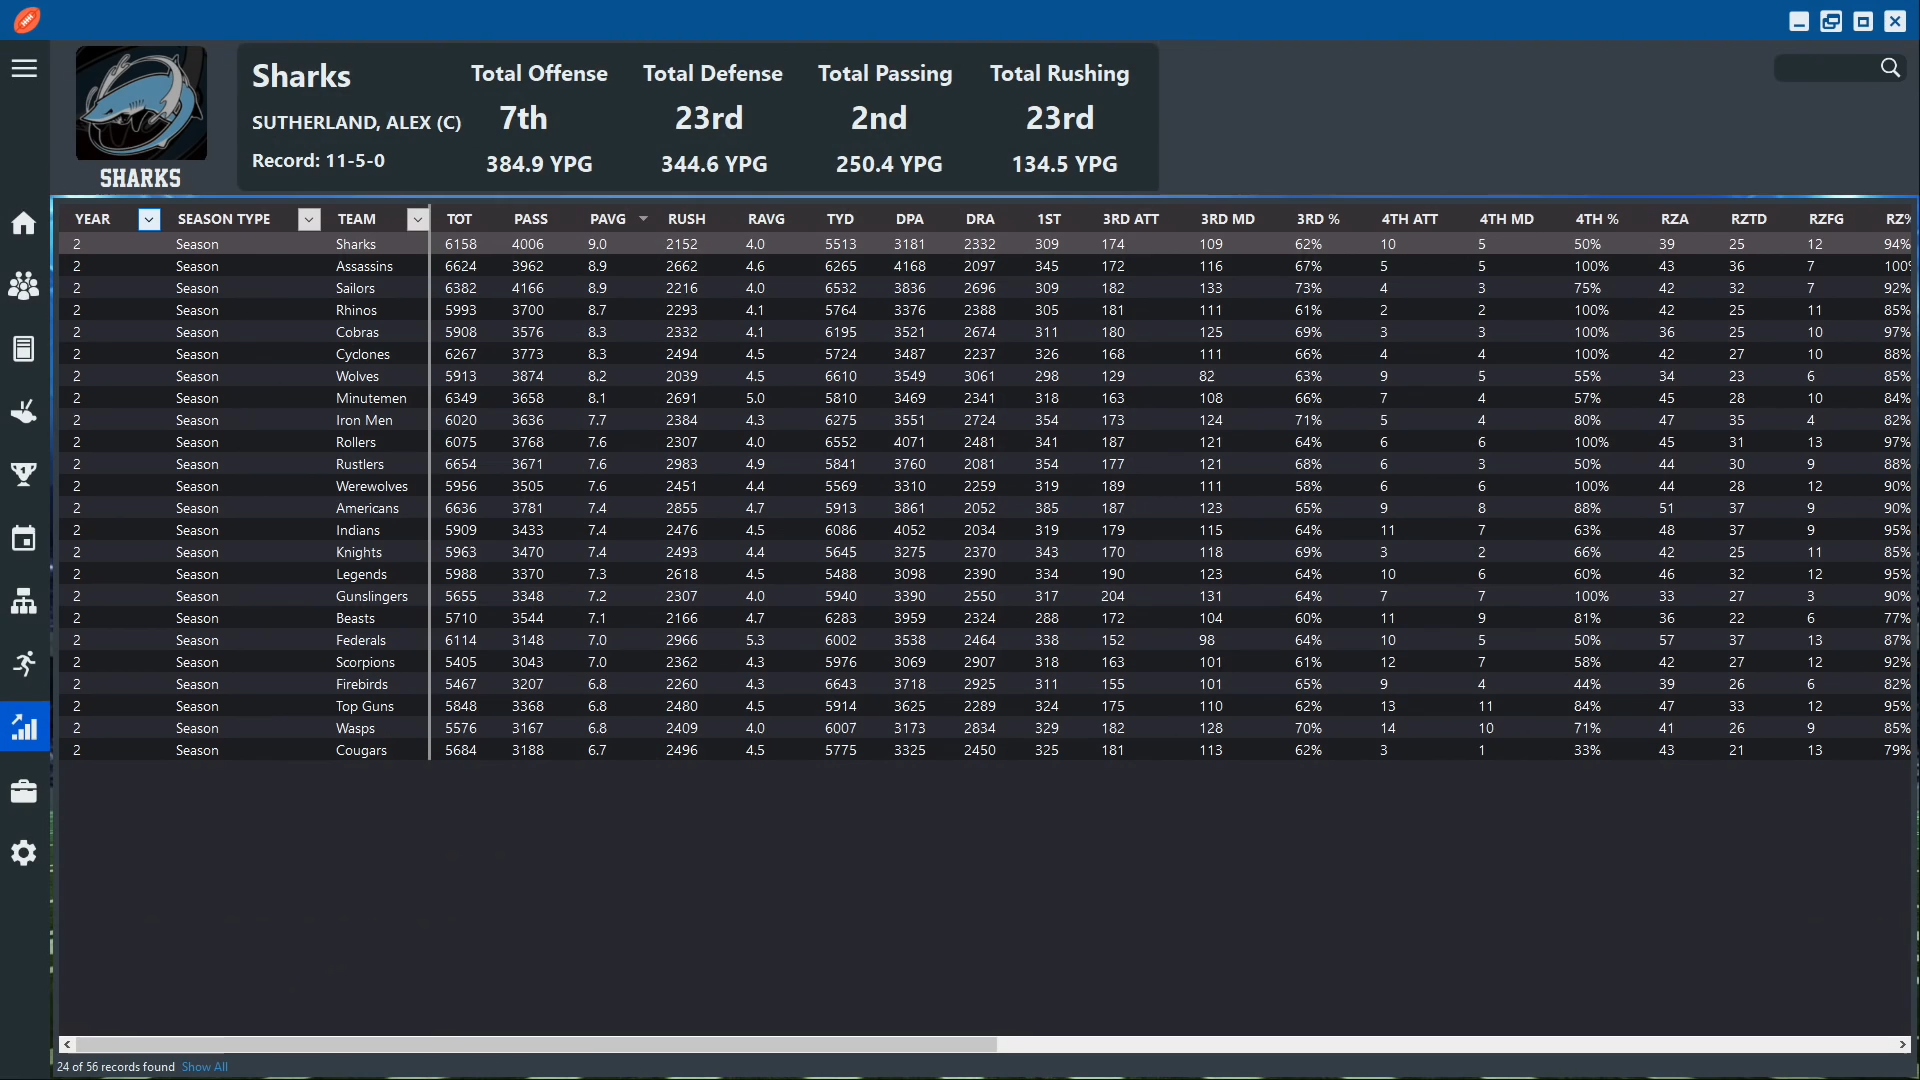 Sharks
SUTHERLAND, ALEX (C)
Record: 11-5-0
Total Offense
7th
384.9 YPG
Total Defense
23rd
344.6 YPG
Total Passing
2nd
250.4 YPG
Total Rushing
23rd
134.5 YPG
SHARKS
YEAR SEASON TYPE TEAM TOT PASS PAVG RUSH RAVG TYD DPA DRA 1ST 3RD ATT 3RD MD 3RD % 4TH ATT 4TH MD 4TH % RZA RZTD RZFG RZ%
2 Season Sharks 6158 4006 9.0 2152 4.0 5513 3181 2332 309 174 109 62% 10 5 50% 39 25 12 94%
2 Season Assassins 6624 3962 8.9 2662 4.6 6265 4168 2097 345 172 116 67% 5 5 100% 43 36 7 100%
2 Season Sailors 6382 4166 8.9 2216 4.0 6532 3836 2696 309 182 133 73% 4 3 75% 42 32 7 92%
2 Season Rhinos 5993 3700 8.7 2293 4.1 5764 3376 2388 305 181 111 61% 2 2 100% 42 25 11 85%
2 Season Cobras 5908 3576 8.3 2332 4.1 6195 3521 2674 311 180 125 69% 3 3 100% 36 25 10 97%
2 Season Cyclones 6267 3773 8.3 2494 4.5 5724 3487 2237 326 168 111 66% 4 4 100% 42 27 10 88%
2 Season Wolves 5913 3874 8.2 2039 4.5 6610 3549 3061 298 129 82 63% 9 5 55% 34 23 6 85%
2 Season Minutemen 6349 3658 8.1 2691 5.0 5810 3469 2341 318 163 108 66% 7 4 57% 45 28 10 84%
2 Season Iron Men 6020 3636 7.7 2384 4.3 6275 3551 2724 354 173 124 71% 5 4 80% 47 35 4 82%
2 Season Rollers 6075 3768 7.6 2307 4.0 6552 4071 2481 341 187 121 64% 6 6 100% 45 31 13 97%
2 Season Rustlers 6654 3671 7.6 2983 4.9 5841 3760 2081 354 177 121 68% 6 3 50% 44 30 9 88%
2 Season Werewolves 5956 3505 7.6 2451 4.4 5569 3310 2259 319 189 111 58% 6 6 100% 44 28 12 90%
2 Season Americans 6636 3781 7.4 2855 4.7 5913 3861 2052 385 187 123 65% 9 8 88% 51 37 9 90%
2 Season Indians 5909 3433 7.4 2476 4.5 6086 4052 2034 319 179 115 64% 11 7 63% 48 37 9 95%
2 Season Knights 5963 3470 7.4 2493 4.4 5645 3275 2370 343 170 118 69% 3 2 66% 42 25 11 85%
2 Season Legends 5988 3370 7.3 2618 4.5 5488 3098 2390 334 190 123 64% 10 6 60% 46 32 12 95%
2 Season Gunslingers 5655 3348 7.2 2307 4.0 5940 3390 2550 317 204 131 64% 7 7 100% 33 27 3 90%
2 Season Beasts 5710 3544 7.1 2166 4.7 6283 3959 2324 288 172 104 60% 11 9 81% 36 22 6 77%
2 Season Federals 6114 3148 7.0 2966 5.3 6002 3538 2464 338 152 98 64% 10 5 50% 57 37 13 87%
2 Season Scorpions 5405 3043 7.0 2362 4.3 5976 3069 2907 318 163 101 61% 12 7 58% 42 27 12 92%
2 Season Firebirds 5467 3207 6.8 2260 4.3 6643 3718 2925 311 155 101 65% 9 4 44% 39 26 6 82%
2 Season Top Guns 5848 3368 6.8 2480 4.5 5914 3625 2289 324 175 110 62% 13 11 84% 47 33 12 95%
2 Season Wasps 5576 3167 6.8 2409 4.0 6007 3173 2834 329 182 128 70% 14 10 71% 41 26 9 85%
2 Season Cougars 5684 3188 6.7 2496 4.5 5775 3325 2450 325 181 113 62% 3 1 33% 43 21 13 79%
24 of 56 records found Show All